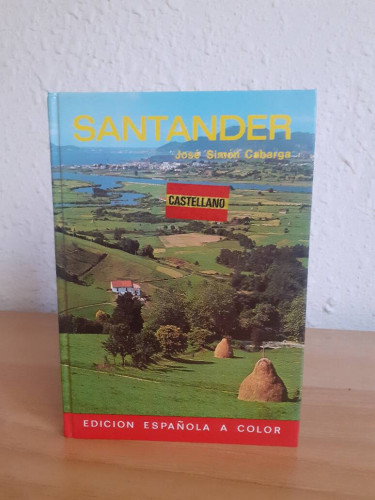 SANTANDER
José Simón Cabarga
CASTELLANO
EDICION ESPAÑOLA A COLOR